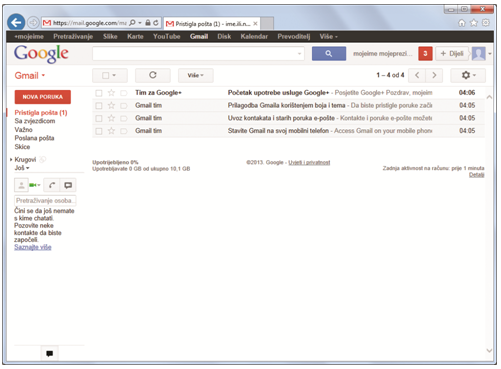 https://mail.google.com/ma
Pristigla pošta (1) - ime.ili.n...
+mojeime Pretraživanje Slike Karte YouTube Gmail Disk Kalendar Prevoditelj Više
Google
mojeime mojeprezi... 3 + Dijeli
Gmail
Više
1 – 4 od 4
NOVA PORUKA
Pristigla pošta (1)
Sa zvjezdicom
Važno
Poslana pošta
Skice
Krugovi
Još
Tim za Google+ Početak upotrebe usluge Google+ - Posjetite Google+ Pozdrav, mojeim 04:06
Gmail tim Prilagodba Gmaila korištenjem boja i tema - Da biste pristigle poruke zači 04:05
Gmail tim Uvoz kontakata i starih poruka e-pošte - Kontakte i poruke e-pošte možete 04:05
Gmail tim Stavite Gmail na svoj mobilni telefon - Access Gmail on your mobile phone 04:05
Upotrijebljeno 0%
Upotrebljavate 0 GB od ukupno 10,1 GB
©2013. Google - Uvjeti i privatnost
Zadnja aktivnost na računu: prije 1 minuta
Detalji
Pretraživanje osoba...
Čini se da još nemate
s kime chatati.
Pozovite neke
kontakte da biste
započeli.
Saznajte više